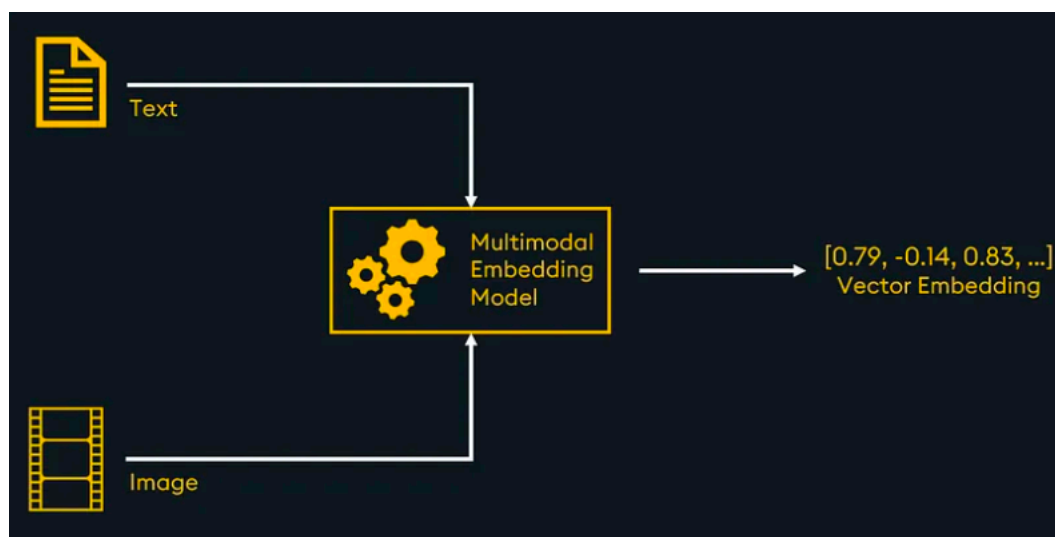 Text
Multimodal
Embedding
Model
[0.79, -0.14, 0.83, ...]
Vector Embedding
Image